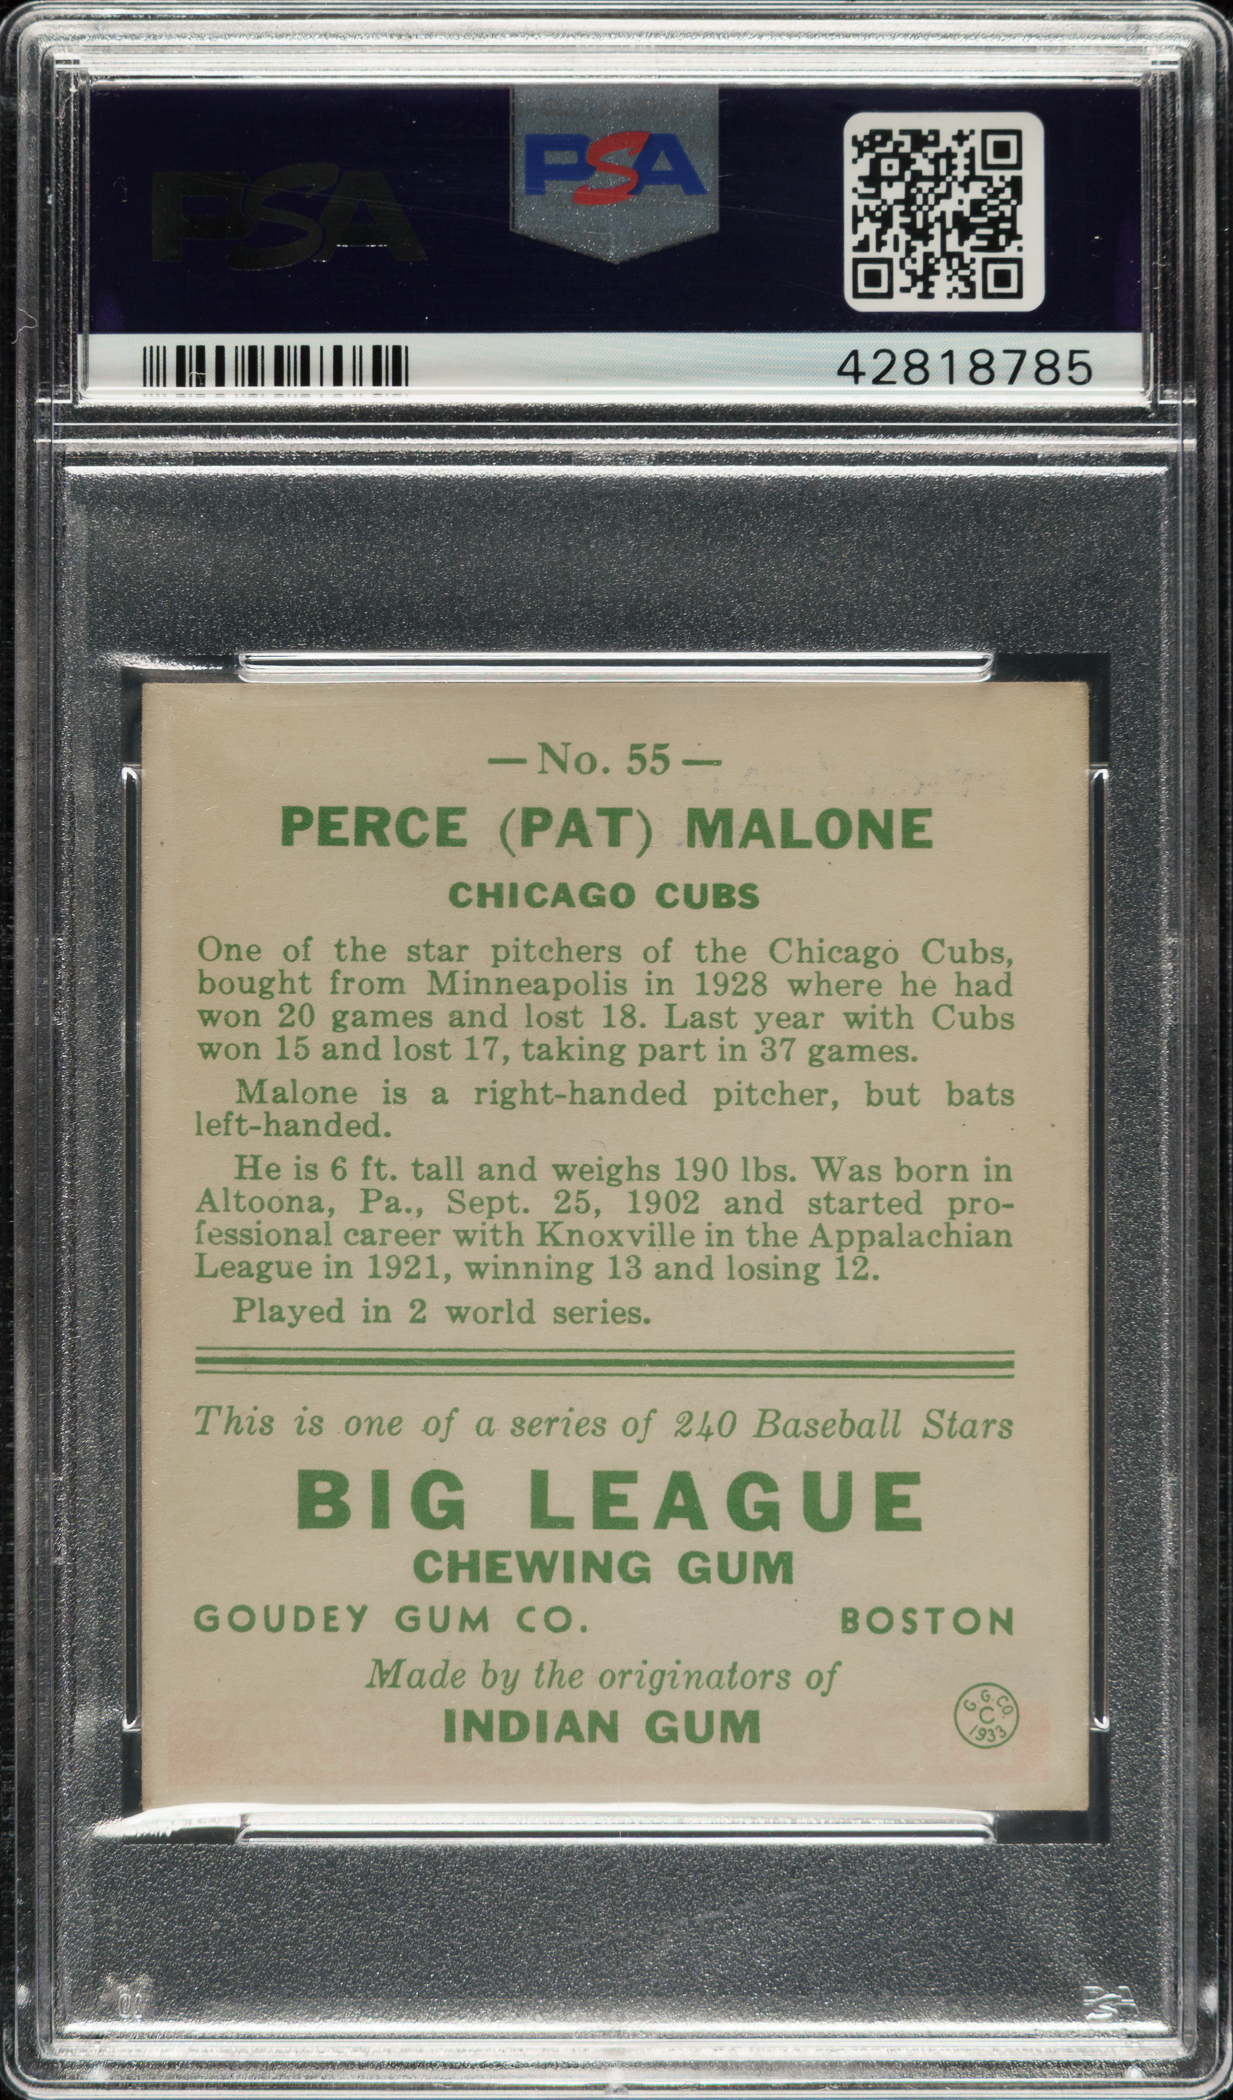 PSA
PSA
42818785
— No. 55 —
PERCE (PAT) MALONE
CHICAGO CUBS
One of the star pitchers of the Chicago Cubs,
bought from Minneapolis in 1928 where he had
won 20 games and lost 18. Last year with Cubs
won 15 and lost 17, taking part in 37 games.
Malone is a right-handed pitcher, but bats
left-handed.
He is 6 ft. tall and weighs 190 lbs. Was born in
Altoona, Pa., Sept. 25, 1902 and started pro-
fessional career with Knoxville in the Appalachian
League in 1921, winning 13 and losing 12.
Played in 2 world series.
This is one of a series of 240 Baseball Stars
BIG LEAGUE
CHEWING GUM
GOUDEY GUM CO. BOSTON
Made by the originators of
INDIAN GUM
G. G. CO.
C
1933
PSA